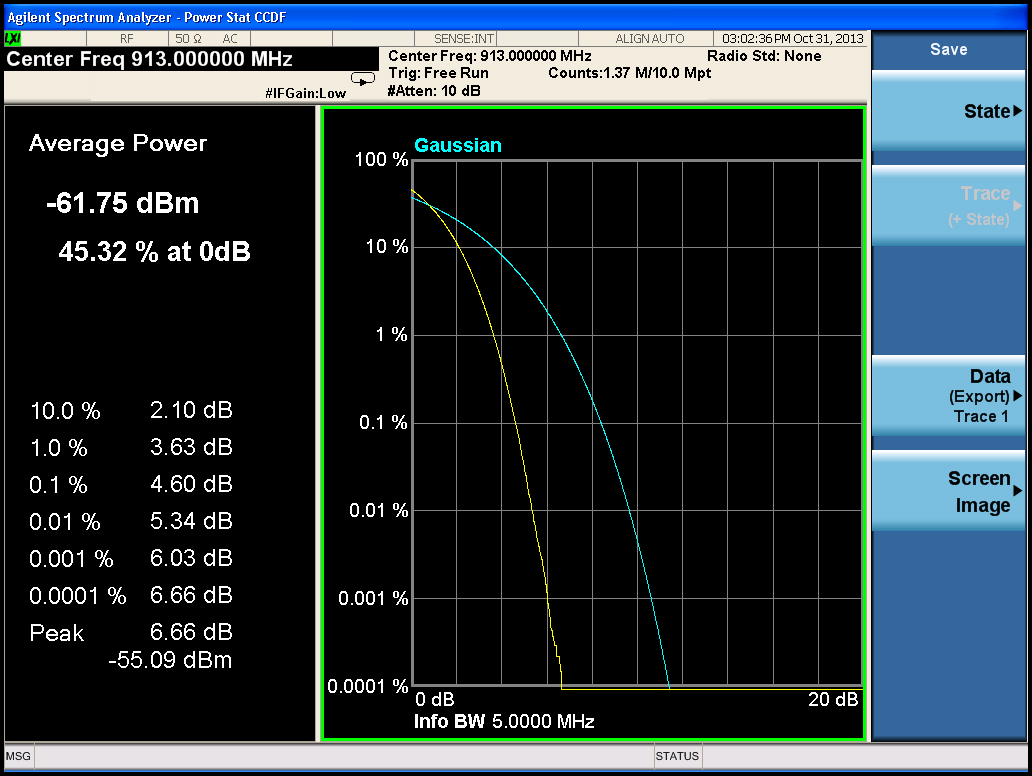 Agilent Spectrum Analyzer - Power Stat CCDF
LXI
RF 50 Ω AC SENSE:INT ALIGN AUTO 03:02:36 PM Oct 31, 2013
Center Freq 913.000000 MHz
Center Freq: 913.000000 MHz Radio Std: None
Trig: Free Run Counts:1.37 M/10.0 Mpt
#IFGain:Low #Atten: 10 dB
Average Power
-61.75 dBm
45.32 % at 0dB
10.0 % 2.10 dB
1.0 % 3.63 dB
0.1 % 4.60 dB
0.01 % 5.34 dB
0.001 % 6.03 dB
0.0001 % 6.66 dB
Peak 6.66 dB
-55.09 dBm
Gaussian
100 %
10 %
1 %
0.1 %
0.01 %
0.001 %
0.0001 %
0 dB 20 dB
Info BW 5.0000 MHz
Save
State
Trace
(+ State)
Data
(Export)
Trace 1
Screen
Image
MSG STATUS